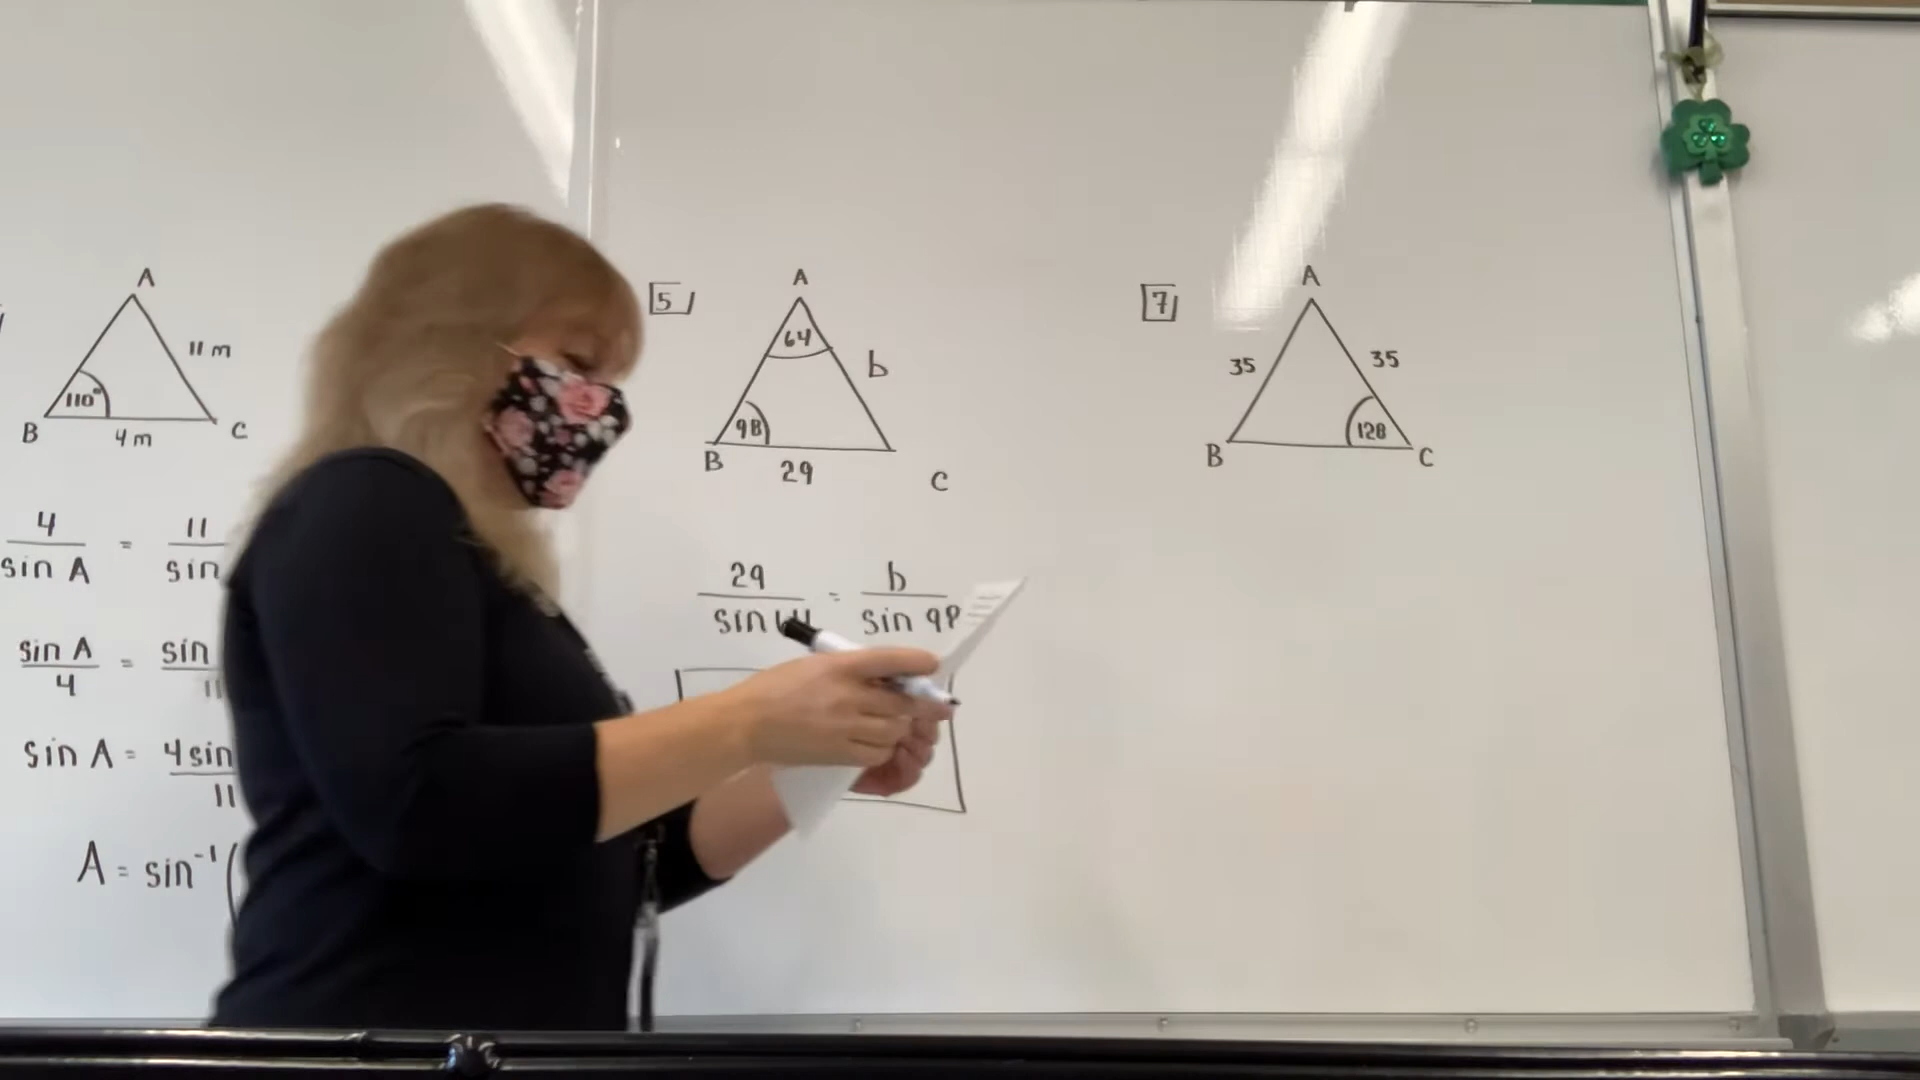 A
11 m
110°
B
4 m
C
4 / sin A = 11 / sin
sin A / 4 = sin / 11
sin A = 4 sin / 11
A = sin⁻¹(
5
A
64
b
98
B
29
C
29 / sin 64 = b / sin 98
7
A
35
35
128
B
C